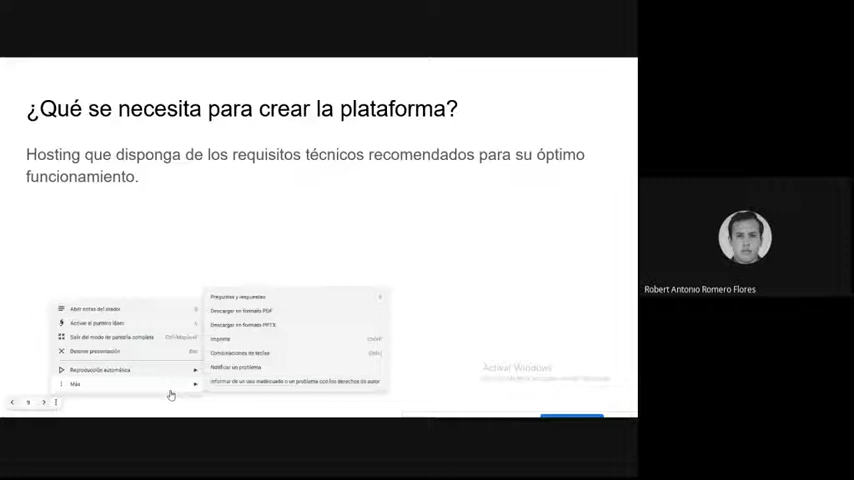 ¿Qué se necesita para crear la plataforma?
Hosting que disponga de los requisitos técnicos recomendados para su óptimo
funcionamiento.
Abrir notas del orador
Activar el puntero láser
Salir del modo de pantalla completa
Detener presentación Esc
Reproducción automática
Más
Preguntas y respuestas
Descargar en formato PDF
Descargar en formato PPTX
Imprimir Ctrl+P
Combinaciones de teclas
Notificar un problema
Informar de un uso inadecuado o un problema con los derechos de autor
9
Activar Windows
Robert Antonio Romero Flores